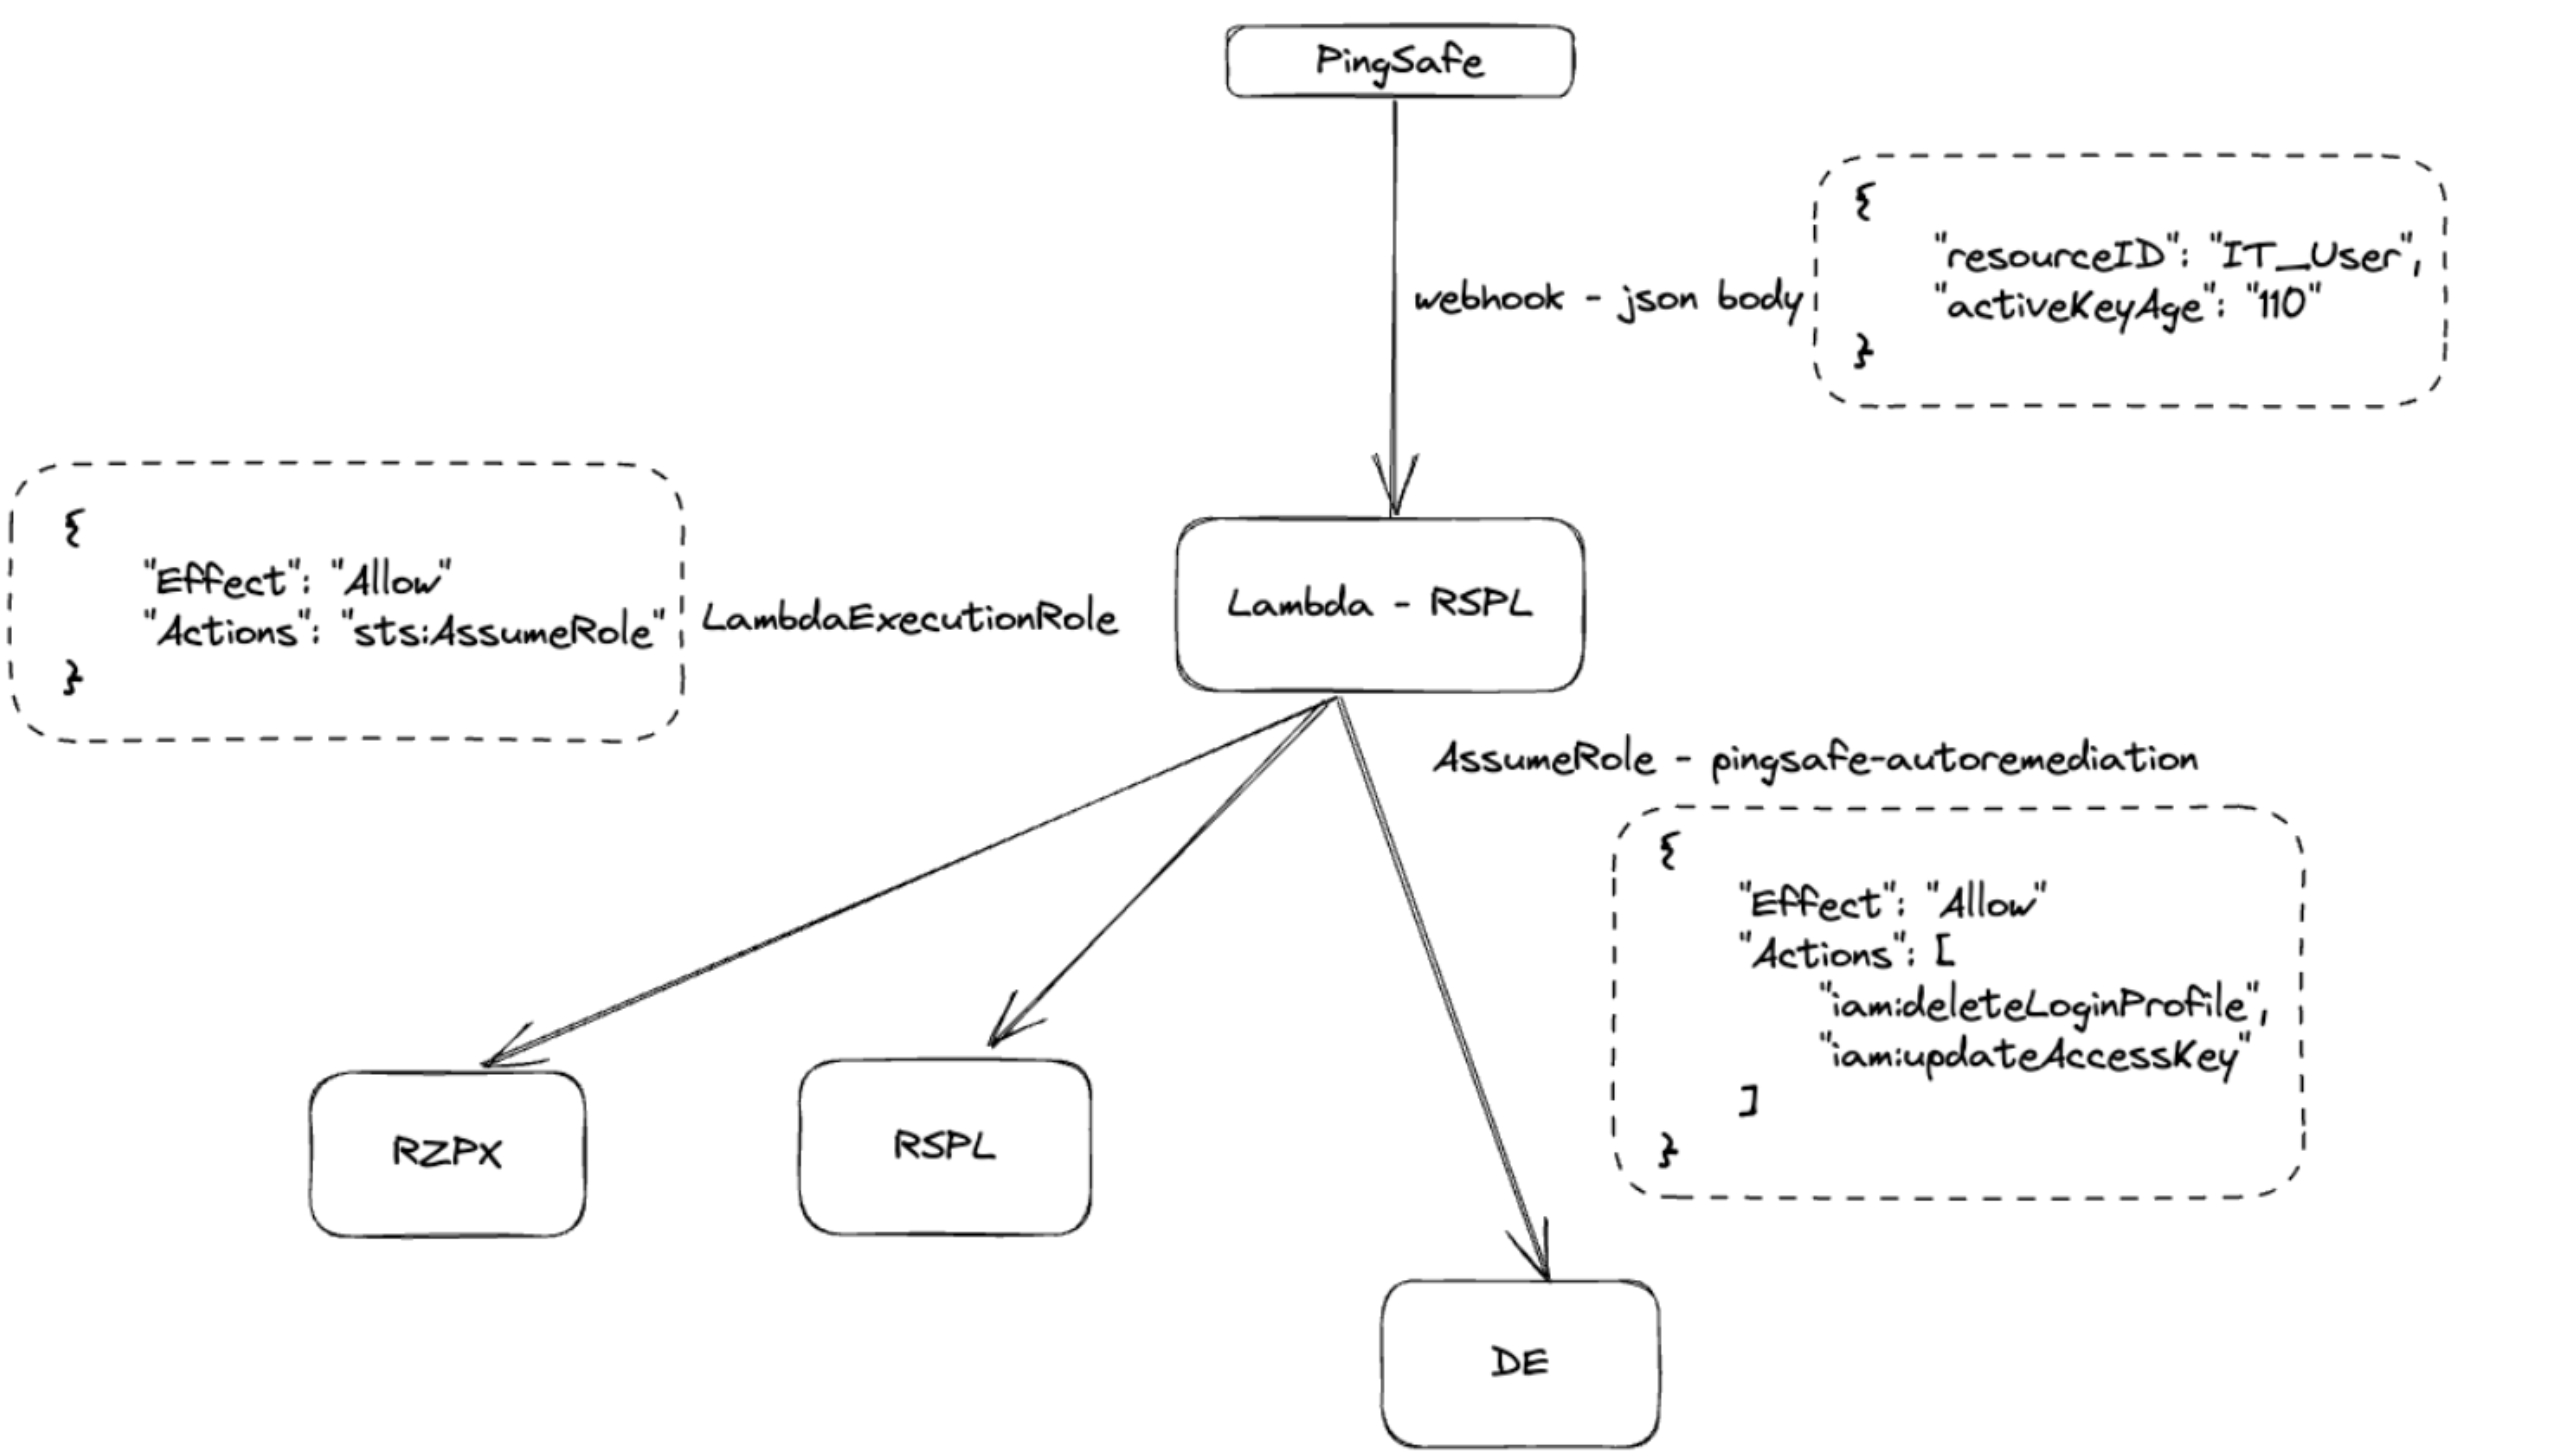 PingSafe
webhook - json body
{
"resourceID": "IT_User",
"activeKeyAge": "110"
}
{
"Effect": "Allow"
"Actions": "sts:AssumeRole"
}
LambdaExecutionRole
Lambda - RSPL
AssumeRole - pingsafe-autoremediation
{
"Effect": "Allow"
"Actions": [
"iam:deleteLoginProfile",
"iam:updateAccessKey"
]
}
RZPX
RSPL
DE